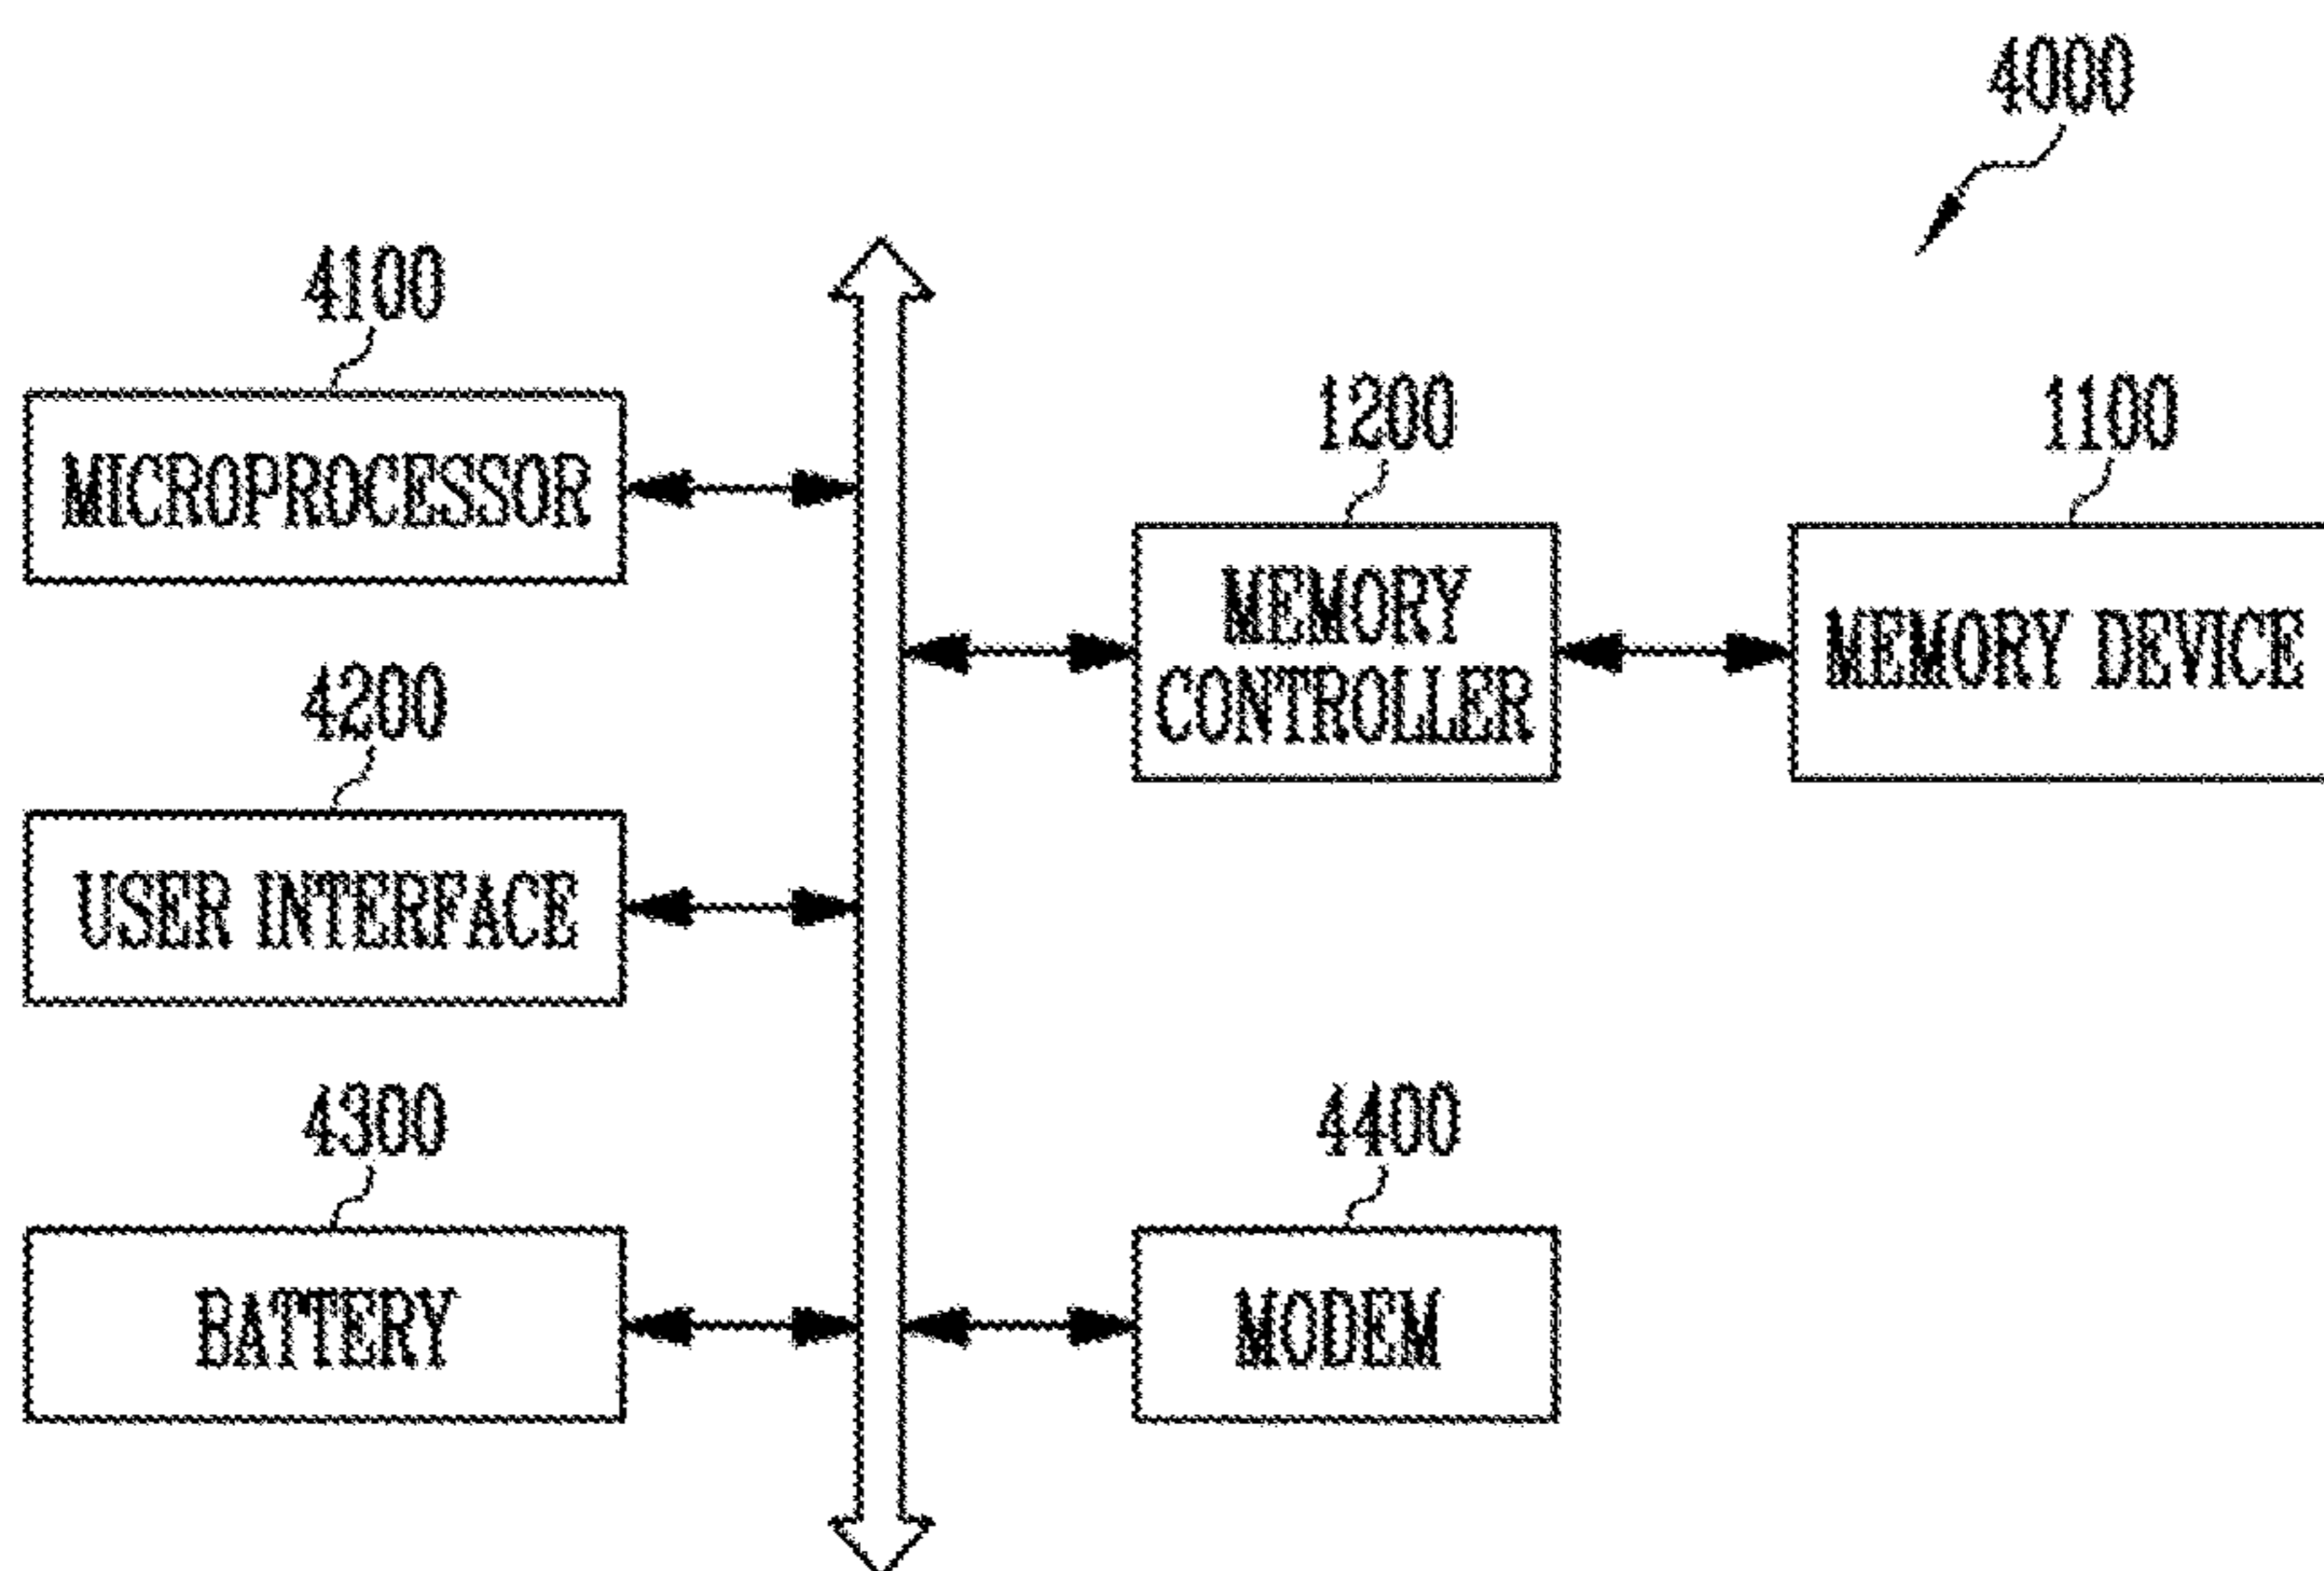 4000
4100
MICROPROCESSOR
1200
MEMORY
CONTROLLER
1100
MEMORY DEVICE
4200
USER INTERFACE
4300
BATTERY
4400
MODEM